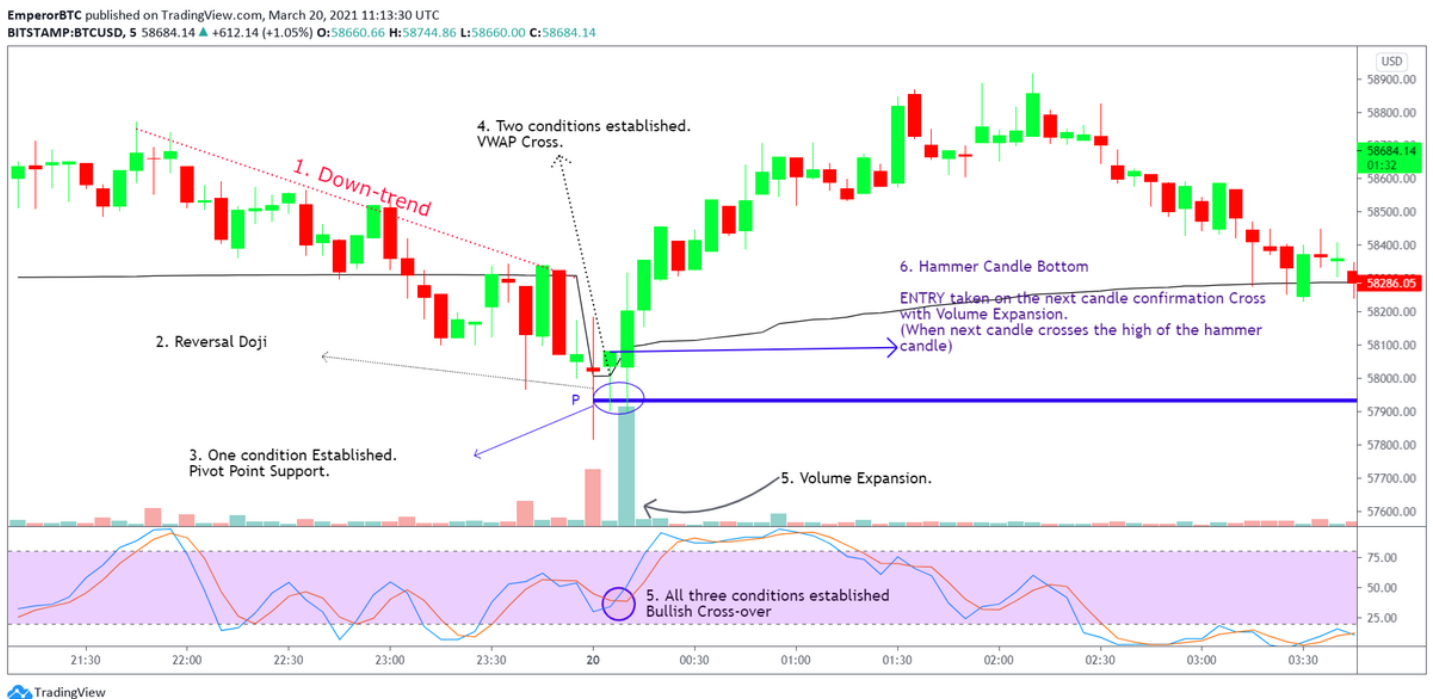 EmperorBTC published on TradingView.com, March 20, 2021 11:13:30 UTC
BITSTAMP:BTCUSD, 5 58684.14 ▲ +612.14 (+1.05%) O:58660.66 H:58744.86 L:58660.00 C:58684.14
USD
58900.00
58800.00
58684.14
01:32
58600.00
58500.00
58400.00
58286.05
58200.00
58100.00
58000.00
57900.00
57800.00
57700.00
57600.00
4. Two conditions established.
VWAP Cross.
1. Down-trend
6. Hammer Candle Bottom
ENTRY taken on the next candle confirmation Cross
with Volume Expansion.
(When next candle crosses the high of the hammer
candle)
2. Reversal Doji
P
3. One condition Established.
Pivot Point Support.
5. Volume Expansion.
75.00
50.00
25.00
5. All three conditions established
Bullish Cross-over
21:30 22:00 22:30 23:00 23:30 20 00:30 01:00 01:30 02:00 02:30 03:00 03:30
TradingView